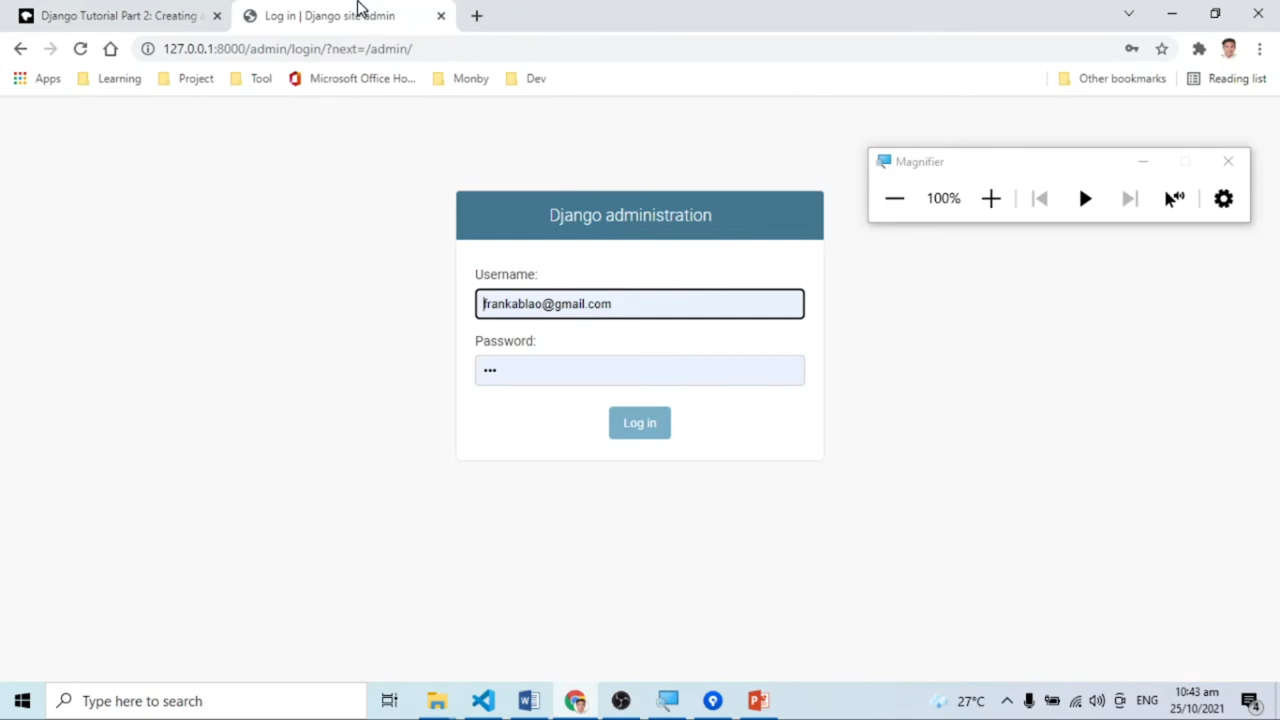 Django Tutorial Part 2: Creating a
Log in | Django site admin
127.0.0.1:8000/admin/login/?next=/admin/
Apps
Learning
Project
Tool
Microsoft Office Ho...
Monby
Dev
Other bookmarks
Reading list
Magnifier
100%
Django administration
Username:
frankablao@gmail.com
Password:
Log in
Type here to search
27°C
ENG
10:43 am
25/10/2021
4